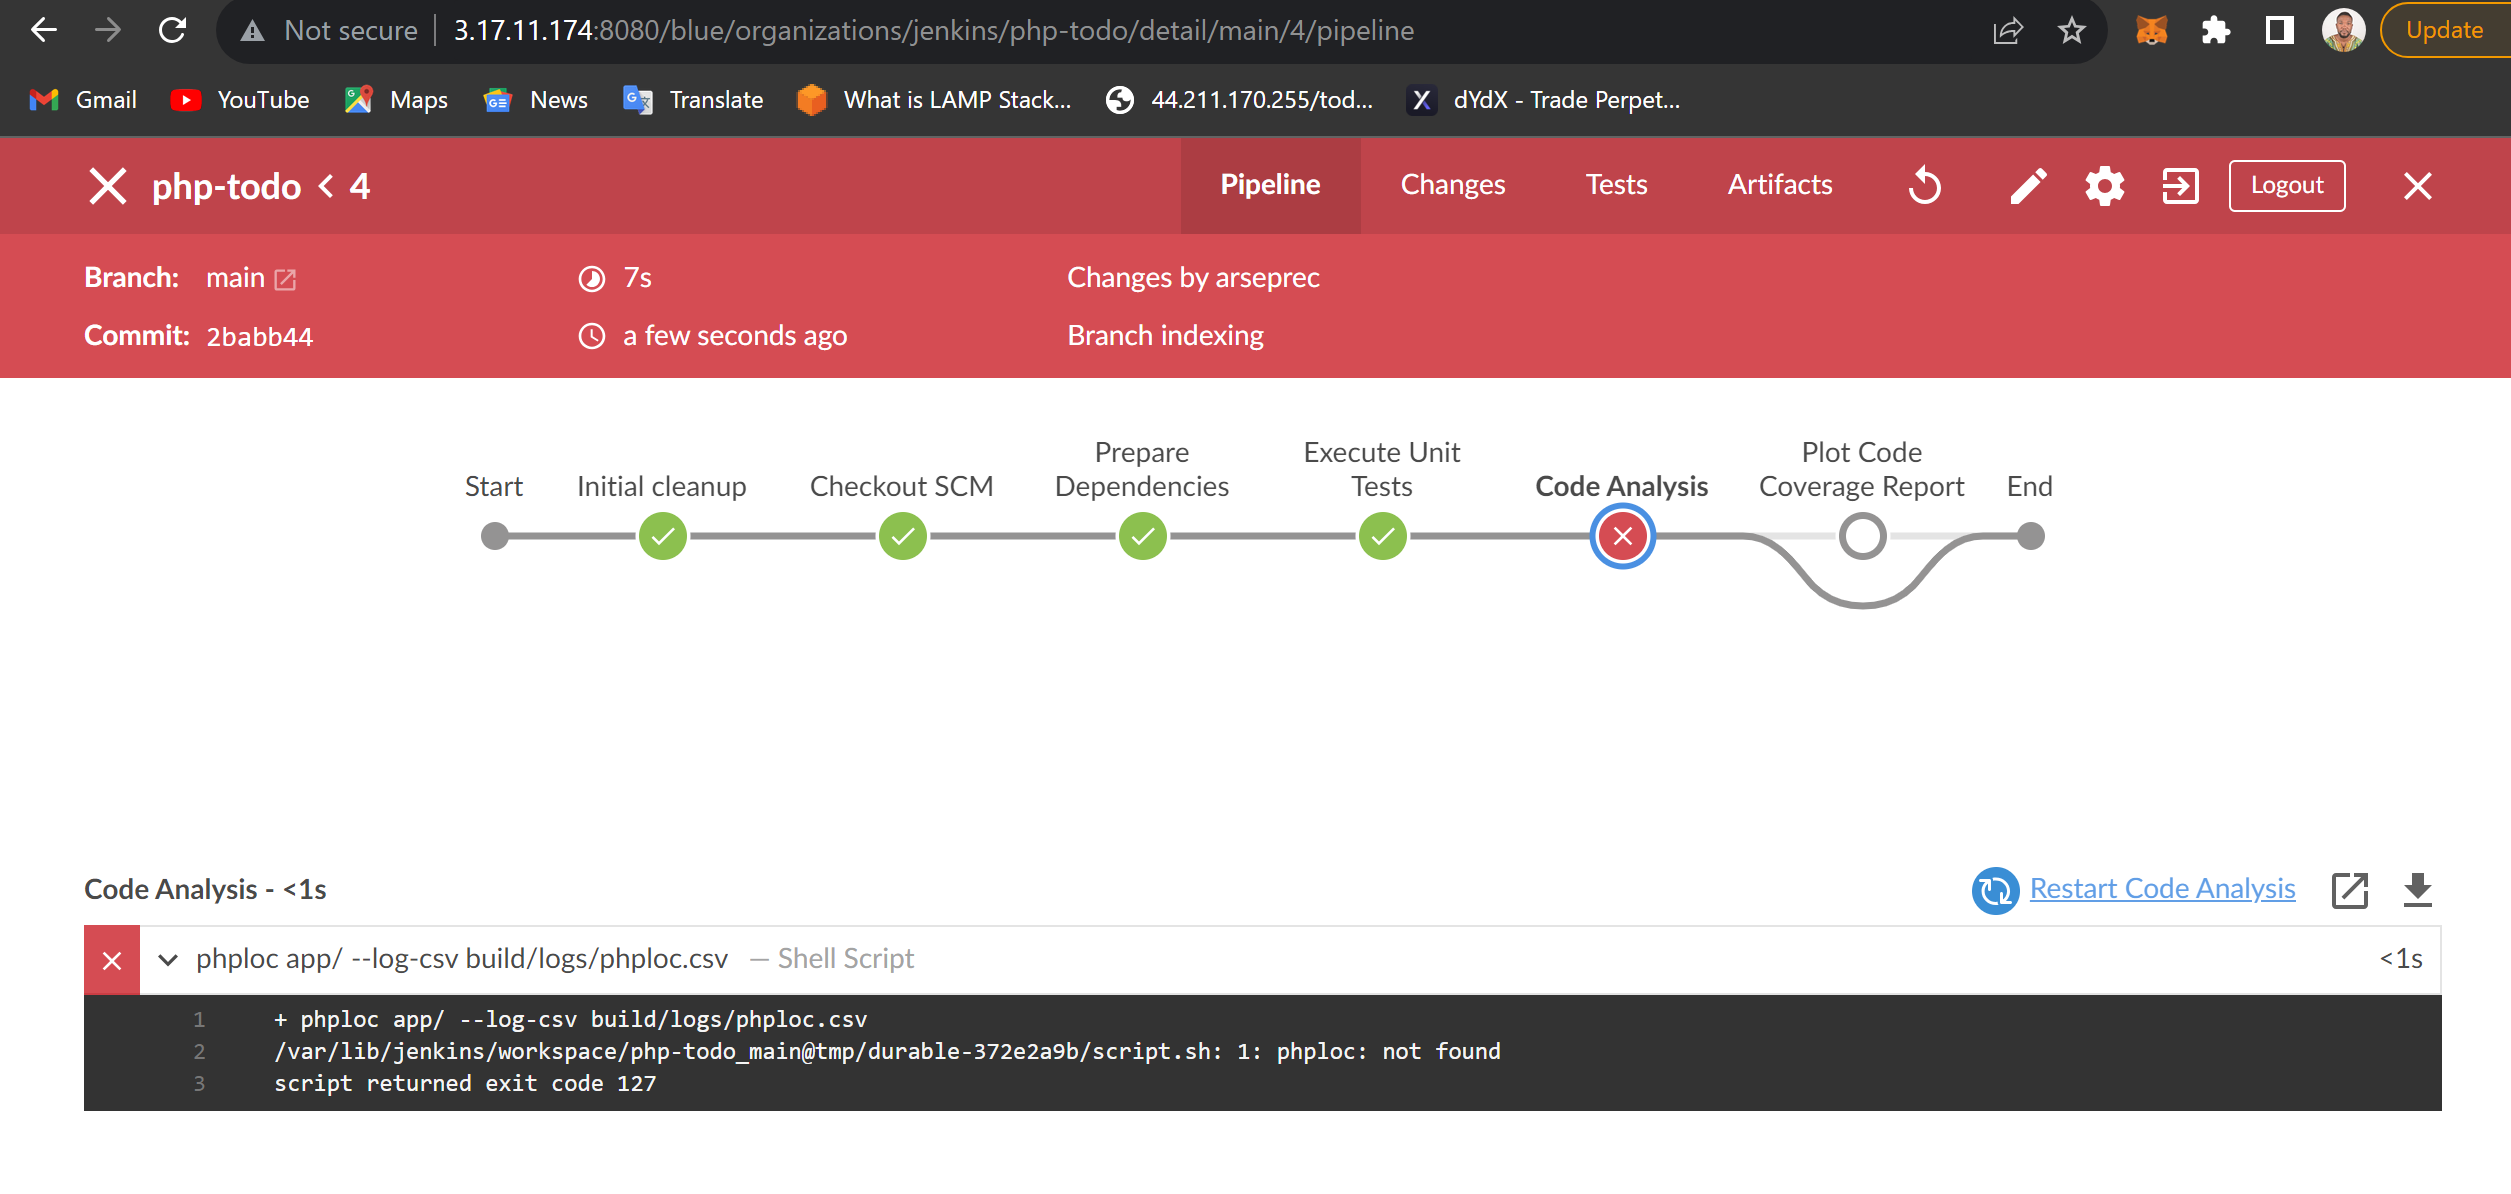 Not secure
3.17.11.174:8080/blue/organizations/jenkins/php-todo/detail/main/4/pipeline
Update
Gmail
YouTube
Maps
News
Translate
What is LAMP Stack...
44.211.170.255/tod...
dYdX - Trade Perpet...
php-todo < 4
Pipeline
Changes
Tests
Artifacts
Logout
Branch: main
7s
Changes by arseprec
Commit: 2babb44
a few seconds ago
Branch indexing
Start
Initial cleanup
Checkout SCM
Prepare
Dependencies
Execute Unit
Tests
Code Analysis
Plot Code
Coverage Report
End
Code Analysis - <1s
Restart Code Analysis
phploc app/ --log-csv build/logs/phploc.csv — Shell Script
<1s
1 + phploc app/ --log-csv build/logs/phploc.csv
2 /var/lib/jenkins/workspace/php-todo_main@tmp/durable-372e2a9b/script.sh: 1: phploc: not found
3 script returned exit code 127